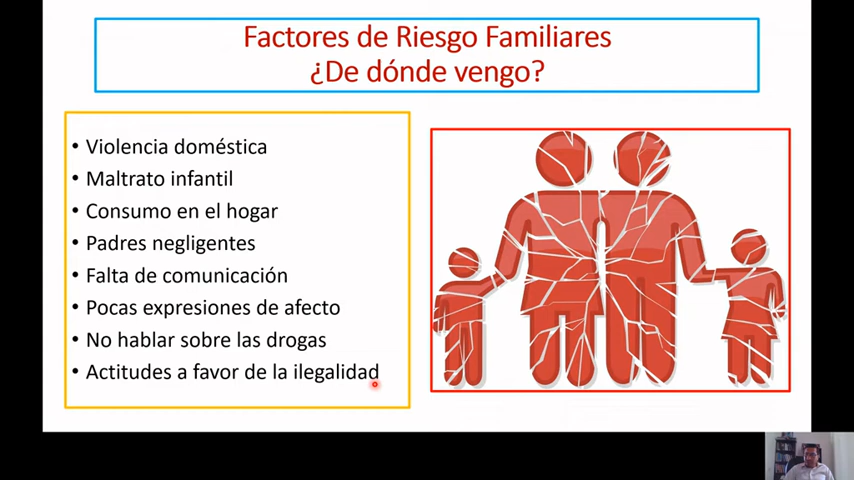 Factores de Riesgo Familiares
¿De dónde vengo?
• Violencia doméstica
• Maltrato infantil
• Consumo en el hogar
• Padres negligentes
• Falta de comunicación
• Pocas expresiones de afecto
• No hablar sobre las drogas
• Actitudes a favor de la ilegalidad